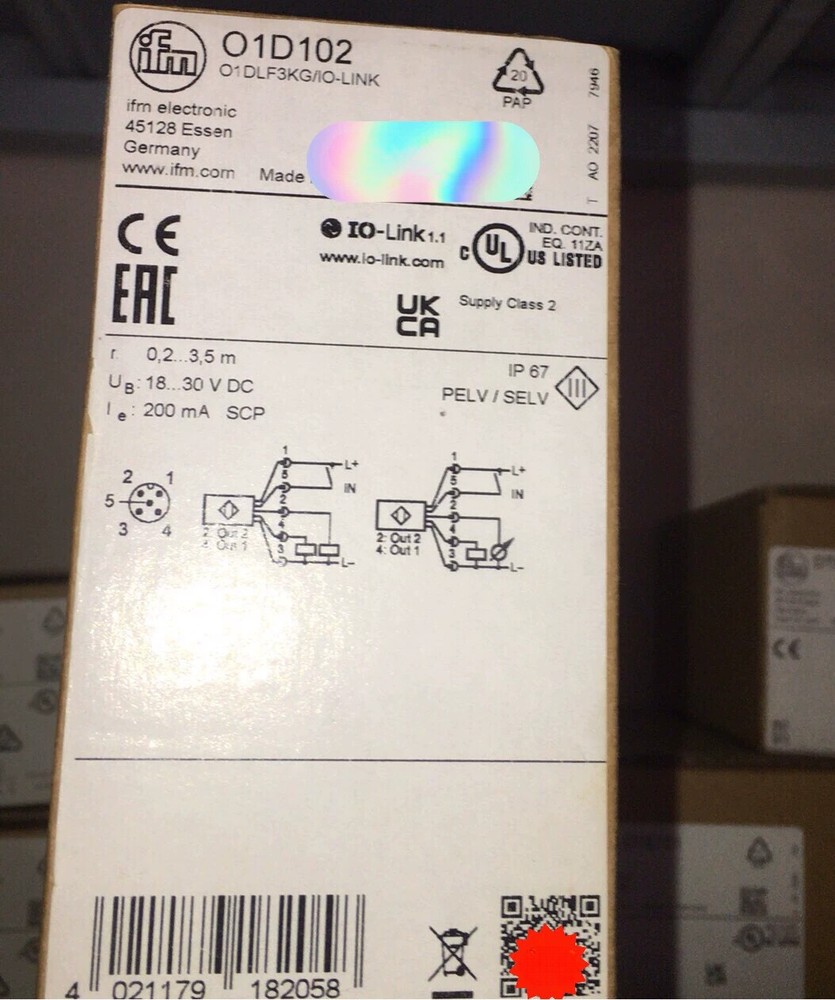 ifm
O1D102
O1DLF3KG/IO-LINK
20
PAP
T AO 2207 7946
ifm electronic
45128 Essen
Germany
www.ifm.com Made
CE
EAC
IO-Link 1.1
www.io-link.com
C UL US LISTED
IND. CONT.
EQ. 11ZA
UK
CA
Supply Class 2
r 0,2...3,5 m
UB: 18...30 V DC
Ie: 200 mA SCP
IP 67
PELV / SELV
III
2 1
5
3 4
1
5
2
4
3
L+
IN
L-
2: Out 2
4: Out 1
1
5
2
4
3
L+
IN
L-
2: Out 2
4: Out 1
4 021179 182058
CE